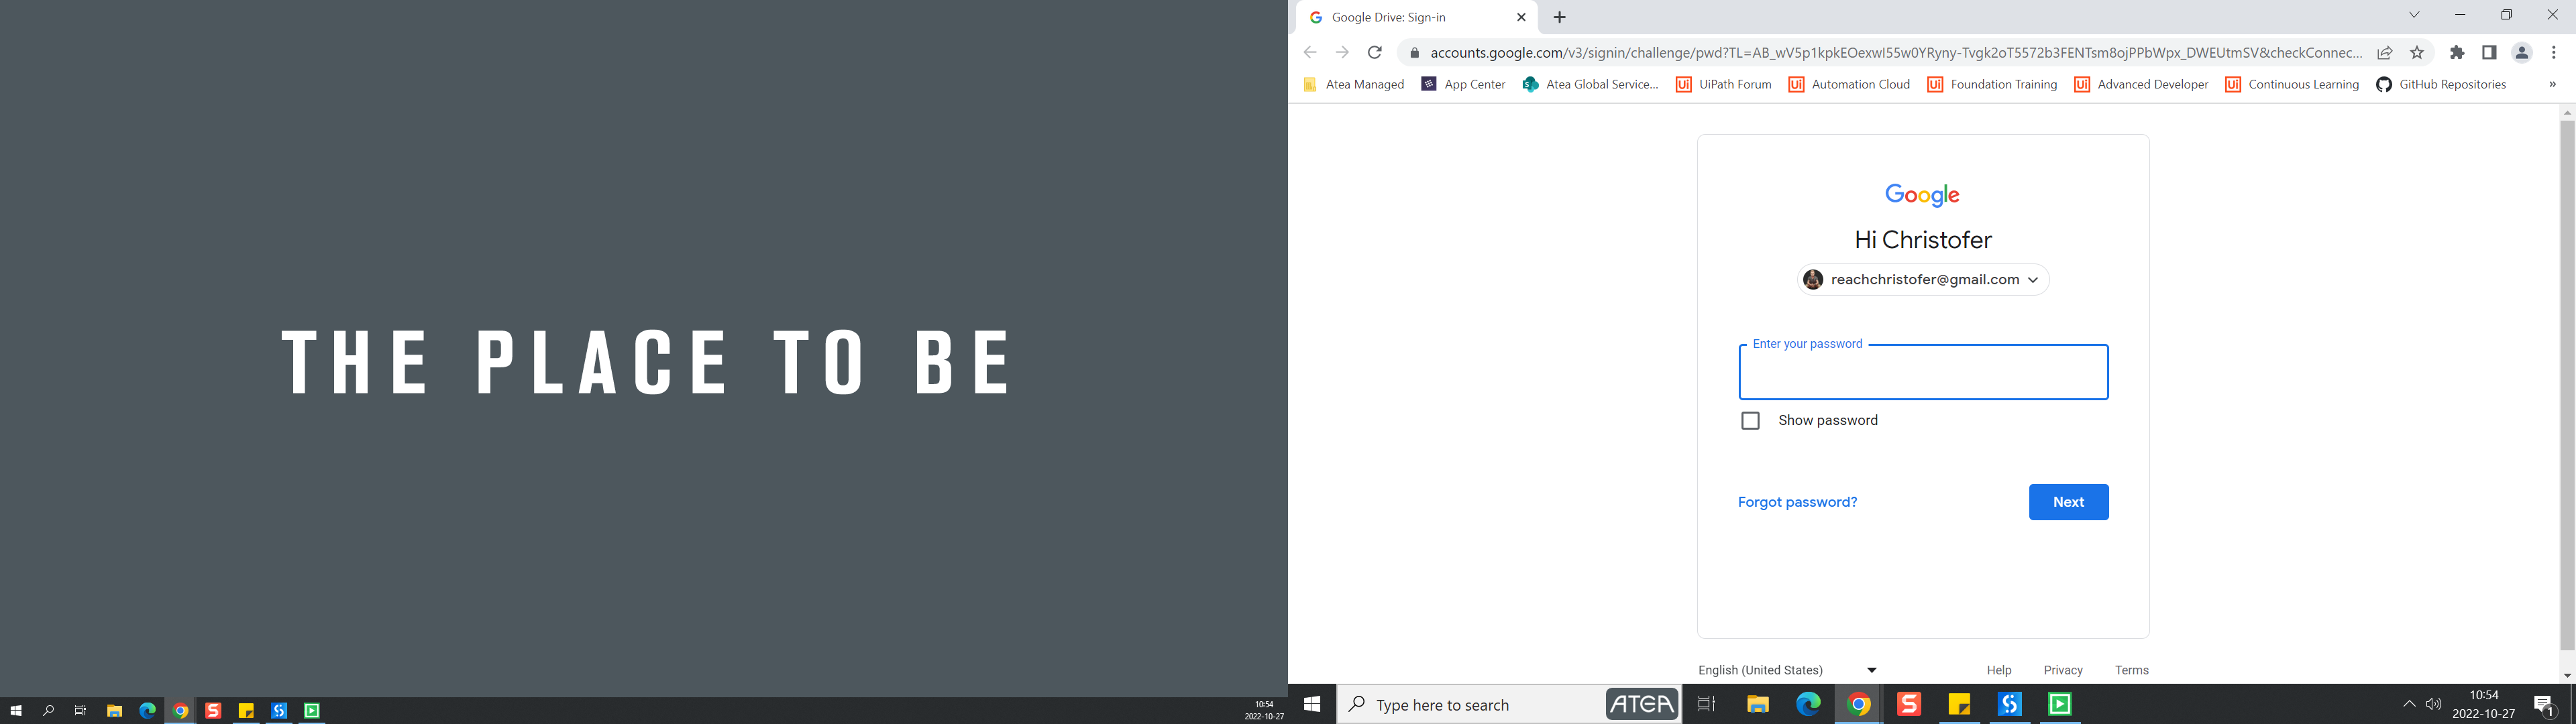 THE PLACE TO BE
10:54
2022-10-27
Google Drive: Sign-in
accounts.google.com/v3/signin/challenge/pwd?TL=AB_wV5p1kpkEOexwI55w0YRyny-Tvgk2oT5572b3FENTsm8ojPPbWpx_DWEUtmSV&checkConnec...
Atea Managed App Center Atea Global Service... UiPath Forum Automation Cloud Foundation Training Advanced Developer Continuous Learning GitHub Repositories »
Google
Hi Christofer
reachchristofer@gmail.com
Enter your password
Show password
Forgot password? Next
English (United States) Help Privacy Terms
Type here to search ATEA
10:54
2022-10-27
1